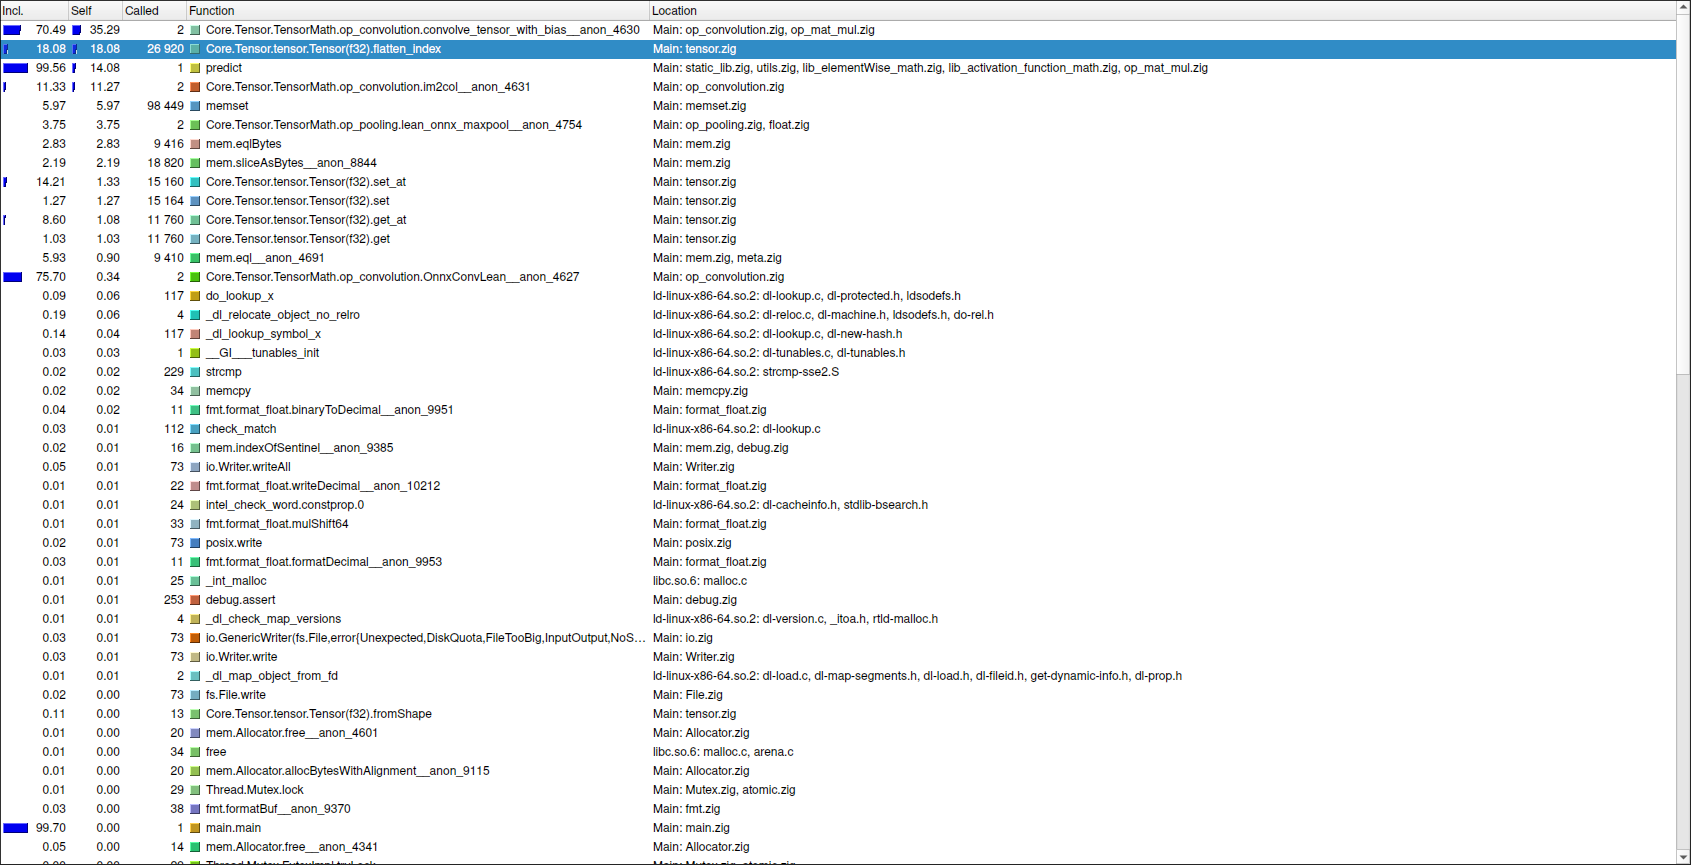 Incl. Self Called Function Location
70.49 35.29 2 Core.Tensor.TensorMath.op_convolution.convolve_tensor_with_bias__anon_4630 Main: op_convolution.zig, op_mat_mul.zig
18.08 18.08 26 920 Core.Tensor.tensor.Tensor(f32).flatten_index Main: tensor.zig
99.56 14.08 1 predict Main: static_lib.zig, utils.zig, lib_elementWise_math.zig, lib_activation_function_math.zig, op_mat_mul.zig
11.33 11.27 2 Core.Tensor.TensorMath.op_convolution.im2col__anon_4631 Main: op_convolution.zig
5.97 5.97 98 449 memset Main: memset.zig
3.75 3.75 2 Core.Tensor.TensorMath.op_pooling.lean_onnx_maxpool__anon_4754 Main: op_pooling.zig, float.zig
2.83 2.83 9 416 mem.eqlBytes Main: mem.zig
2.19 2.19 18 820 mem.sliceAsBytes__anon_8844 Main: mem.zig
14.21 1.33 15 160 Core.Tensor.tensor.Tensor(f32).set_at Main: tensor.zig
1.27 1.27 15 164 Core.Tensor.tensor.Tensor(f32).set Main: tensor.zig
8.60 1.08 11 760 Core.Tensor.tensor.Tensor(f32).get_at Main: tensor.zig
1.03 1.03 11 760 Core.Tensor.tensor.Tensor(f32).get Main: tensor.zig
5.93 0.90 9 410 mem.eql__anon_4691 Main: mem.zig, meta.zig
75.70 0.34 2 Core.Tensor.TensorMath.op_convolution.OnnxConvLean__anon_4627 Main: op_convolution.zig
0.09 0.06 117 do_lookup_x ld-linux-x86-64.so.2: dl-lookup.c, dl-protected.h, ldsodefs.h
0.19 0.06 4 _dl_relocate_object_no_relro ld-linux-x86-64.so.2: dl-reloc.c, dl-machine.h, ldsodefs.h, do-rel.h
0.14 0.04 117 _dl_lookup_symbol_x ld-linux-x86-64.so.2: dl-lookup.c, dl-new-hash.h
0.03 0.03 1 __GI___tunables_init ld-linux-x86-64.so.2: dl-tunables.c, dl-tunables.h
0.02 0.02 229 strcmp ld-linux-x86-64.so.2: strcmp-sse2.S
0.02 0.02 34 memcpy Main: memcpy.zig
0.04 0.02 11 fmt.format_float.binaryToDecimal__anon_9951 Main: format_float.zig
0.03 0.01 112 check_match ld-linux-x86-64.so.2: dl-lookup.c
0.02 0.01 16 mem.indexOfSentinel__anon_9385 Main: mem.zig, debug.zig
0.05 0.01 73 io.Writer.writeAll Main: Writer.zig
0.01 0.01 22 fmt.format_float.writeDecimal__anon_10212 Main: format_float.zig
0.01 0.01 24 intel_check_word.constprop.0 ld-linux-x86-64.so.2: dl-cacheinfo.h, stdlib-bsearch.h
0.01 0.01 33 fmt.format_float.mulShift64 Main: format_float.zig
0.02 0.01 73 posix.write Main: posix.zig
0.03 0.01 11 fmt.format_float.formatDecimal__anon_9953 Main: format_float.zig
0.01 0.01 25 _int_malloc libc.so.6: malloc.c
0.01 0.01 253 debug.assert Main: debug.zig
0.01 0.01 4 _dl_check_map_versions ld-linux-x86-64.so.2: dl-version.c, _itoa.h, rtld-malloc.h
0.03 0.01 73 io.GenericWriter(fs.File,error{Unexpected,DiskQuota,FileTooBig,InputOutput,NoS... Main: io.zig
0.03 0.01 73 io.Writer.write Main: Writer.zig
0.01 0.01 2 _dl_map_object_from_fd ld-linux-x86-64.so.2: dl-load.c, dl-map-segments.h, dl-load.h, dl-fileid.h, get-dynamic-info.h, dl-prop.h
0.02 0.00 73 fs.File.write Main: File.zig
0.11 0.00 13 Core.Tensor.tensor.Tensor(f32).fromShape Main: tensor.zig
0.01 0.00 20 mem.Allocator.free__anon_4601 Main: Allocator.zig
0.01 0.00 34 free libc.so.6: malloc.c, arena.c
0.01 0.00 20 mem.Allocator.allocBytesWithAlignment__anon_9115 Main: Allocator.zig
0.01 0.00 29 Thread.Mutex.lock Main: Mutex.zig, atomic.zig
0.03 0.00 38 fmt.formatBuf__anon_9370 Main: fmt.zig
99.70 0.00 1 main.main Main: main.zig
0.05 0.00 14 mem.Allocator.free__anon_4341 Main: Allocator.zig